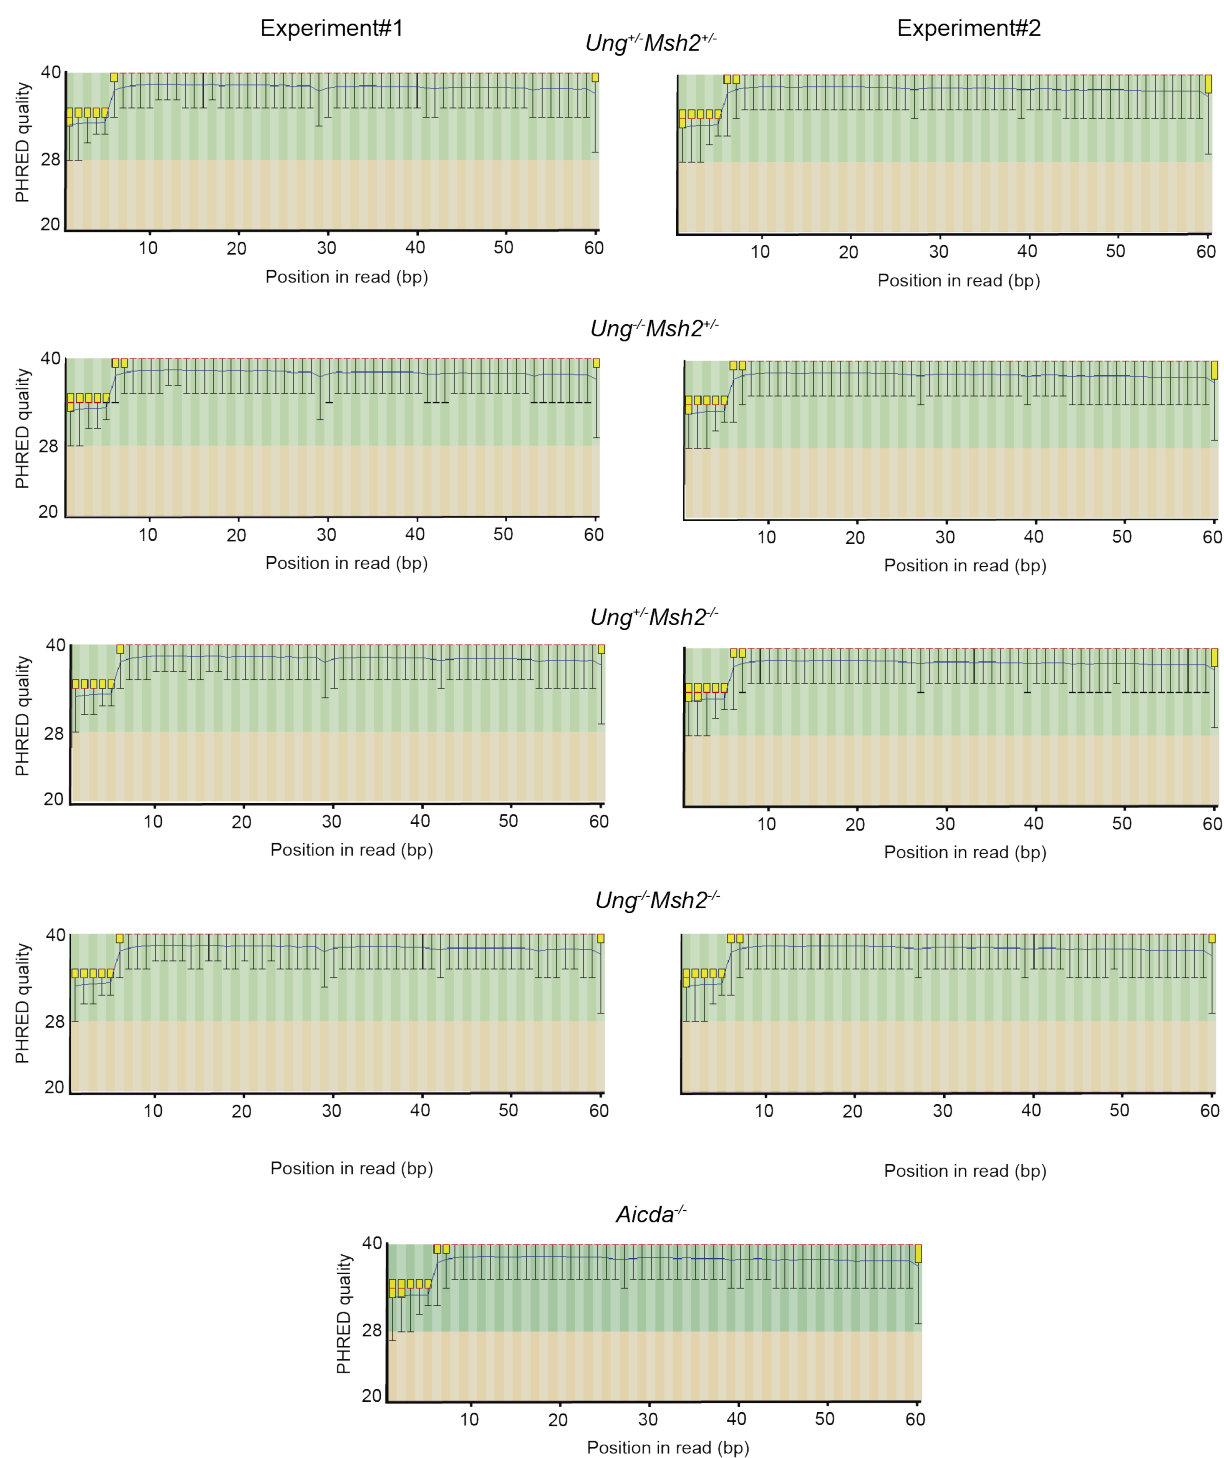 Experiment#1
Experiment#2
Ung+/-Msh2+/-
PHRED quality
40
28
20
10 20 30 40 50 60
10 20 30 40 50 60
Position in read (bp)
Position in read (bp)
Ung-/-Msh2+/-
PHRED quality
40
28
20
10 20 30 40 50 60
10 20 30 40 50 60
Position in read (bp)
Position in read (bp)
Ung+/-Msh2-/-
PHRED quality
40
28
20
10 20 30 40 50 60
10 20 30 40 50 60
Position in read (bp)
Position in read (bp)
Ung-/-Msh2-/-
PHRED quality
40
28
20
10 20 30 40 50 60
10 20 30 40 50 60
Position in read (bp)
Position in read (bp)
Aicda-/-
PHRED quality
40
28
20
10 20 30 40 50 60
Position in read (bp)